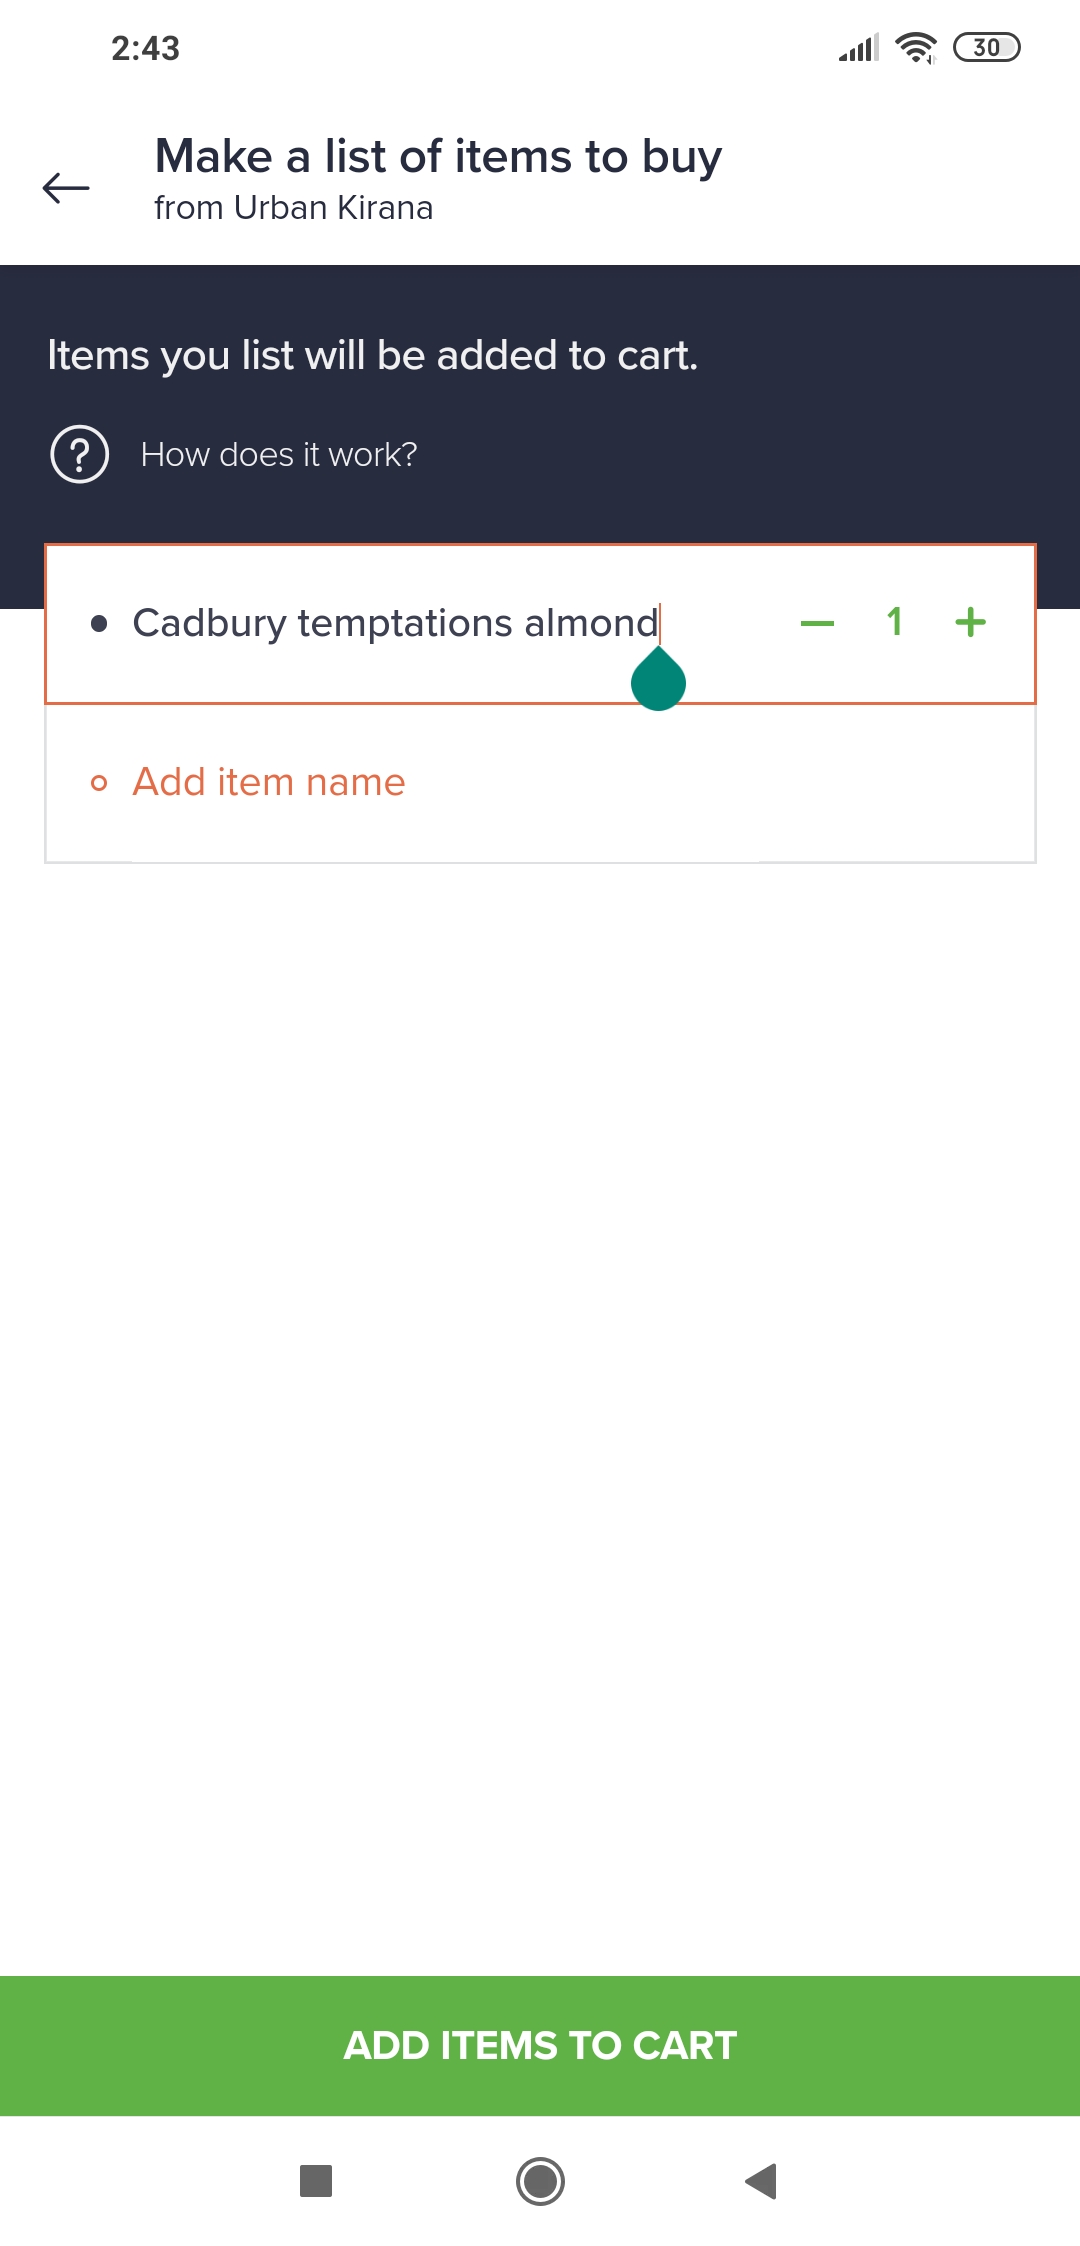 2:43
30
Make a list of items to buy
from Urban Kirana
Items you list will be added to cart.
? How does it work?
Cadbury temptations almond — 1 +
Add item name
ADD ITEMS TO CART